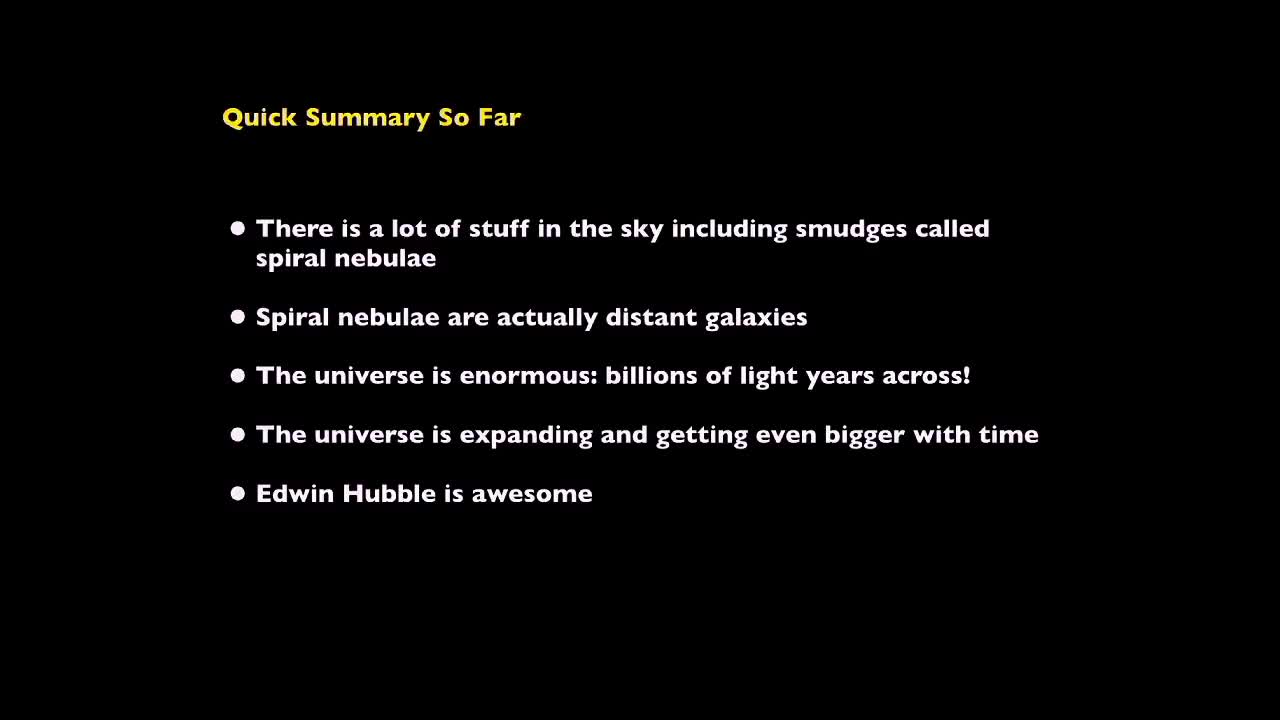 Quick Summary So Far
● There is a lot of stuff in the sky including smudges called
spiral nebulae
● Spiral nebulae are actually distant galaxies
● The universe is enormous: billions of light years across!
● The universe is expanding and getting even bigger with time
● Edwin Hubble is awesome